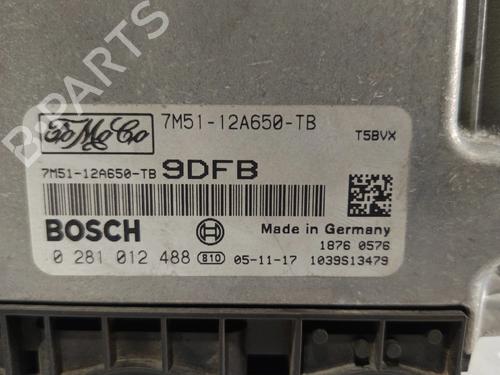 FoMoCo
7M51-12A650-TB
T5BVX
7M51-12A650-TB 9DFB
BOSCH
Made in Germany
1876 0576
0 281 012 488 B10 05-11-17 1039S13479
B-PARTS